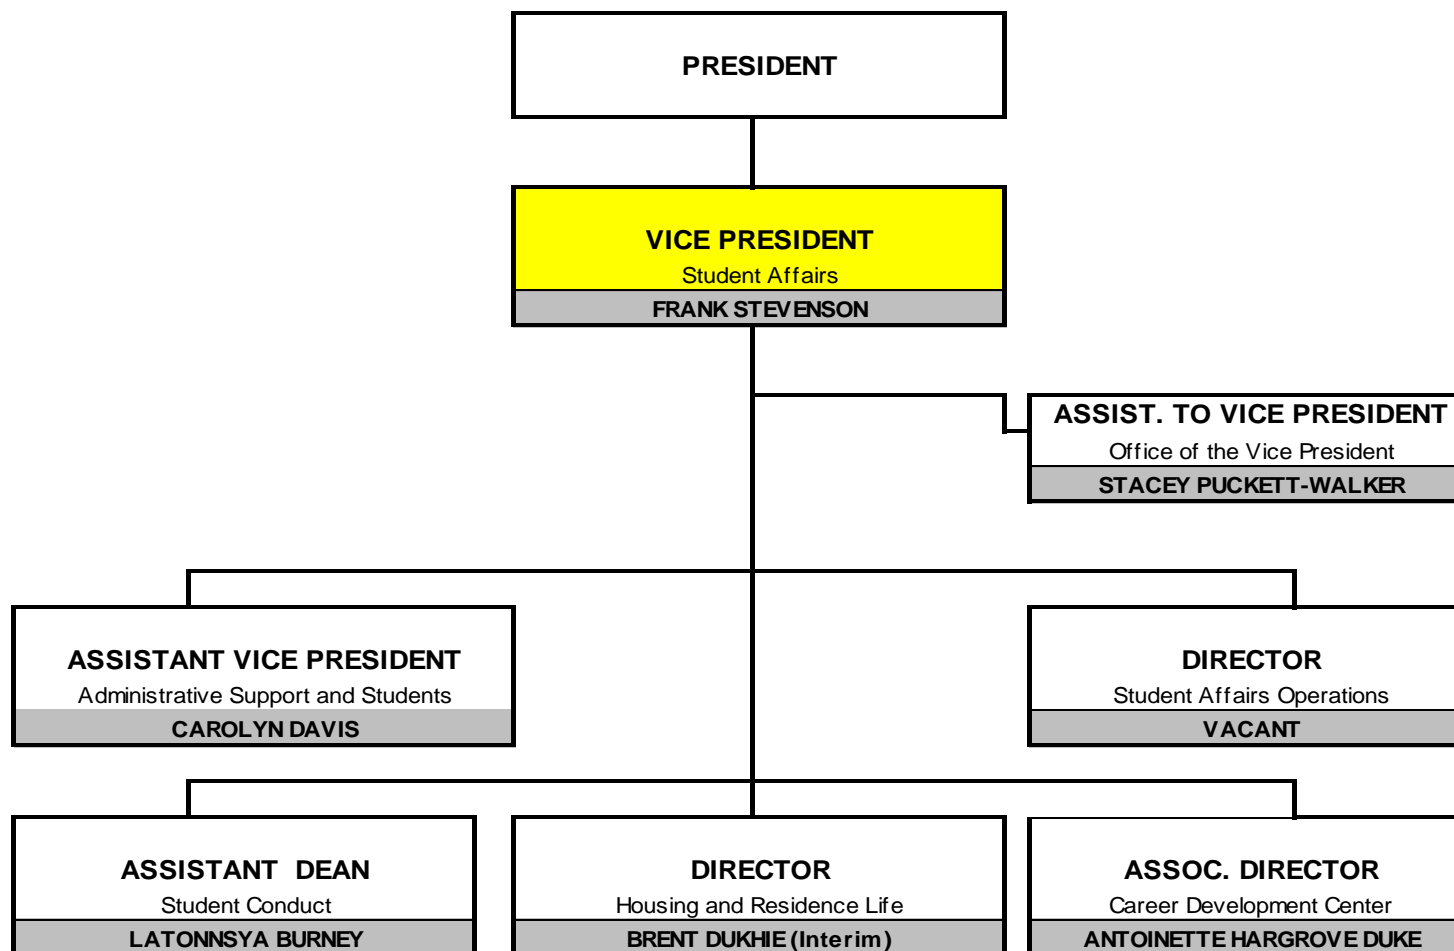 PRESIDENT
VICE PRESIDENT
Student Affairs
FRANK STEVENSON
ASSIST. TO VICE PRESIDENT
Office of the Vice President
STACEY PUCKETT-WALKER
ASSISTANT VICE PRESIDENT
Administrative Support and Students
CAROLYN DAVIS
DIRECTOR
Student Affairs Operations
VACANT
ASSISTANT DEAN
Student Conduct
LATONNSYA BURNEY
DIRECTOR
Housing and Residence Life
BRENT DUKHIE (Interim)
ASSOC. DIRECTOR
Career Development Center
ANTOINETTE HARGROVE DUKE